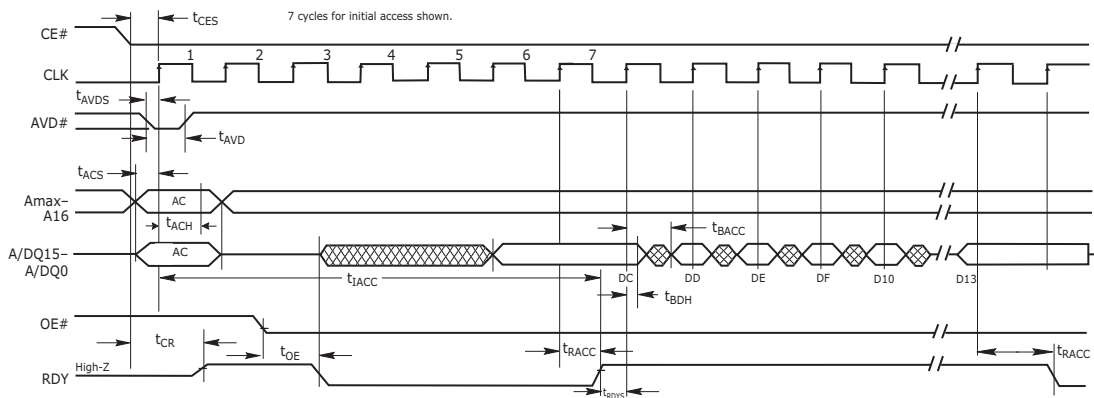 7 cycles for initial access shown.
tCES
CE#
1 2 3 4 5 6 7
CLK
tAVDS
AVD#
tAVD
tACS
Amax–
A16
AC
tACH
tBACC
A/DQ15–
A/DQ0
AC
tIACC
DC DD DE DF D10 D13
tBDH
OE#
tCR
tOE
tRACC
tRACC
RDY
High-Z
tRDYS